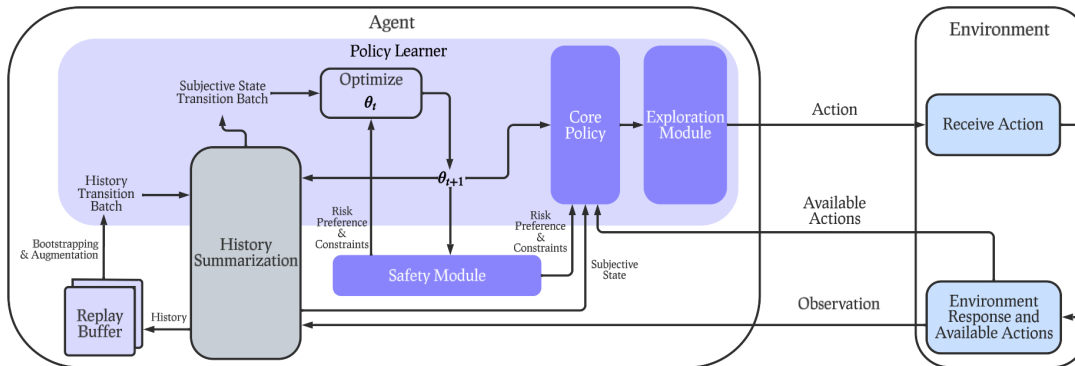 Agent
Environment
Policy Learner
Subjective State
Transition Batch
Optimize
θt
Core
Policy
Exploration
Module
Action
Receive Action
θt+1
History
Transition
Batch
Risk
Preference
&
Constraints
Risk
Preference
&
Constraints
Available
Actions
Bootstrapping
& Augmentation
History
Summarization
Safety Module
Subjective
State
Replay
Buffer
History
Observation
Environment
Response and
Available Actions